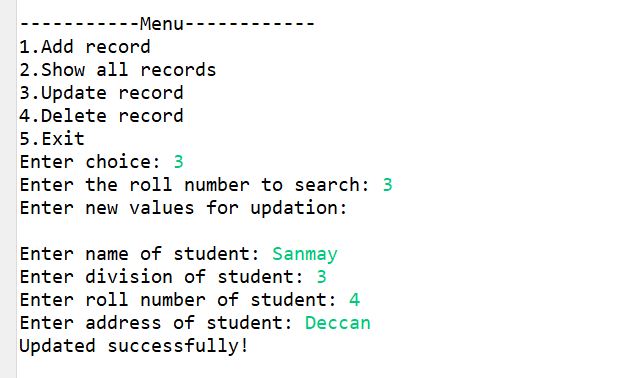 -----------Menu------------
1.Add record
2.Show all records
3.Update record
4.Delete record
5.Exit
Enter choice: 3
Enter the roll number to search: 3
Enter new values for updation:
Enter name of student: Sanmay
Enter division of student: 3
Enter roll number of student: 4
Enter address of student: Deccan
Updated successfully!